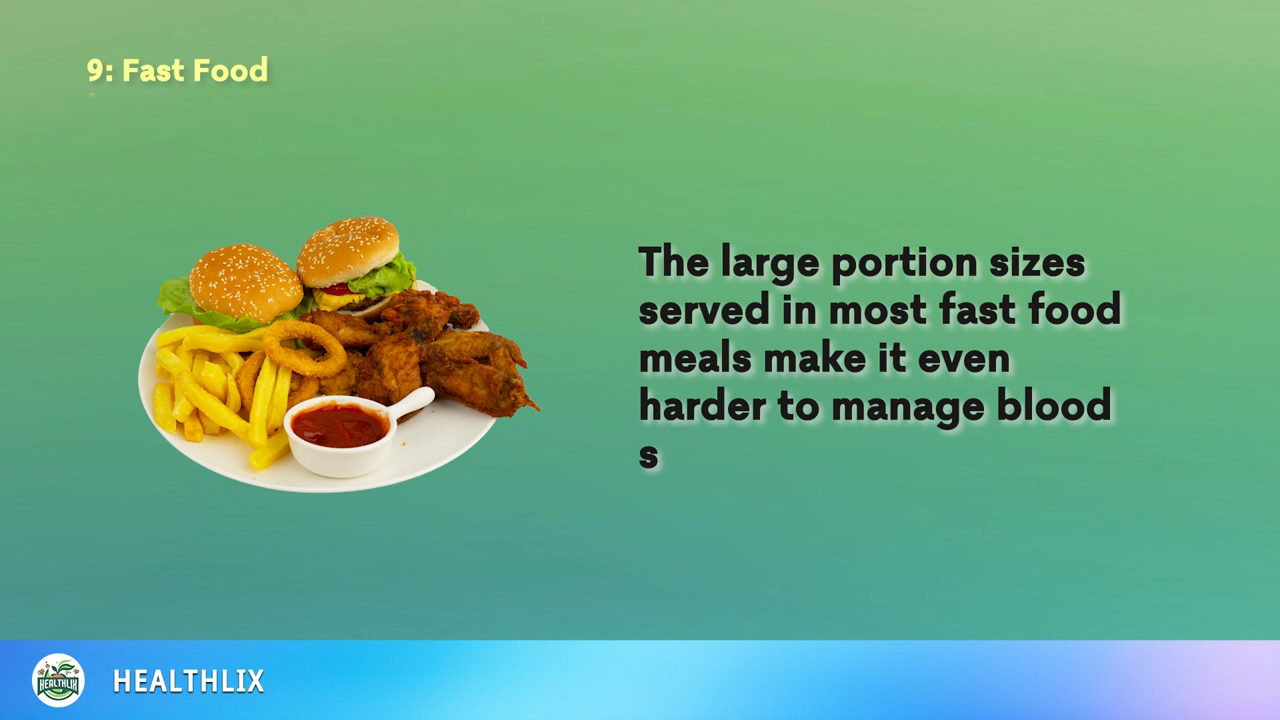 9: Fast Food
The large portion sizes
served in most fast food
meals make it even
harder to manage blood
s
HEALTHLIX
HEALTHLIX